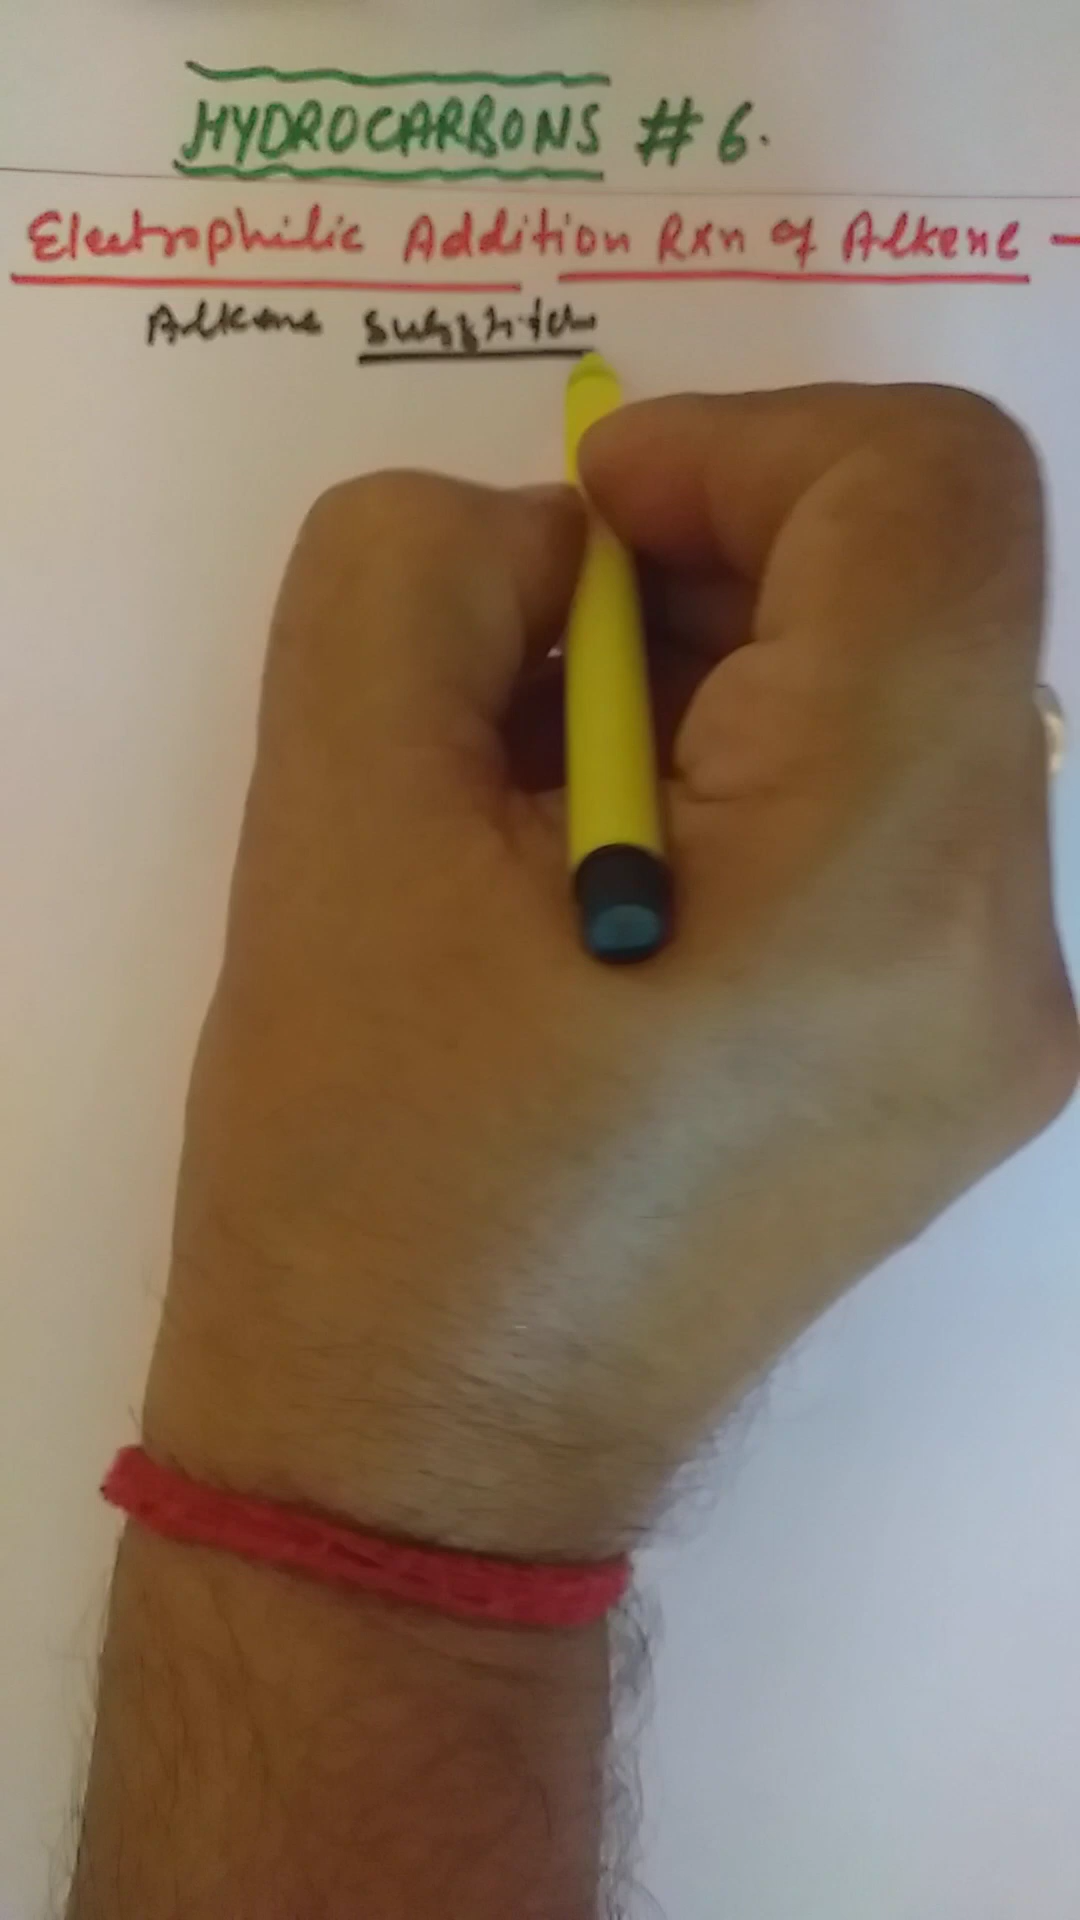 HYDROCARBONS # 6.
Electrophilic Addition Rxn of Alkene -
Alkene